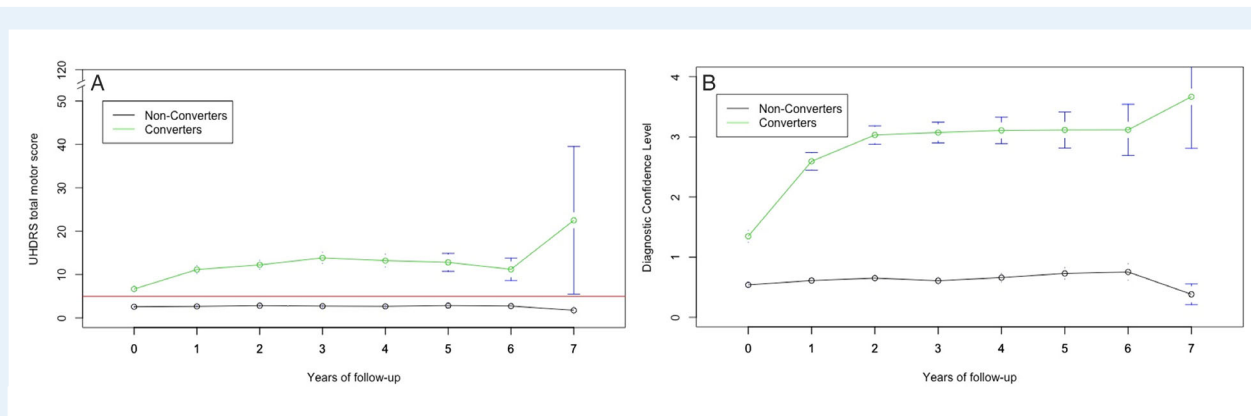 A
Non-Converters
Converters
UHDRS total motor score
120
50
40
30
20
10
0
0 1 2 3 4 5 6 7
Years of follow-up
B
Non-Converters
Converters
Diagnostic Confidence Level
4
3
2
1
0
0 1 2 3 4 5 6 7
Years of follow-up